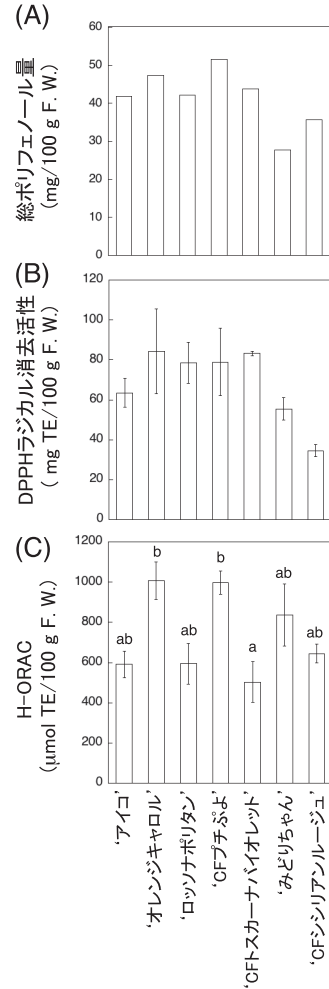 (A)
総ポリフェノール量
(mg/100 g F. W.)
60
50
40
30
20
10
0
(B)
DPPHラジカル消去活性
( mg TE/100 g F. W.)
120
100
80
60
40
20
0
(C)
H-ORAC
(μmol TE/100 g F. W.)
1200
1000
800
600
400
200
0
ab
b
ab
b
a
ab
ab
‘アイコ’
‘オレンジキャロル’
‘ロッソナポリタン’
‘CFプチぷよ’
‘CFトスカーナバイオレット’
‘みどりちゃん’
‘CFシシリアンルージュ’